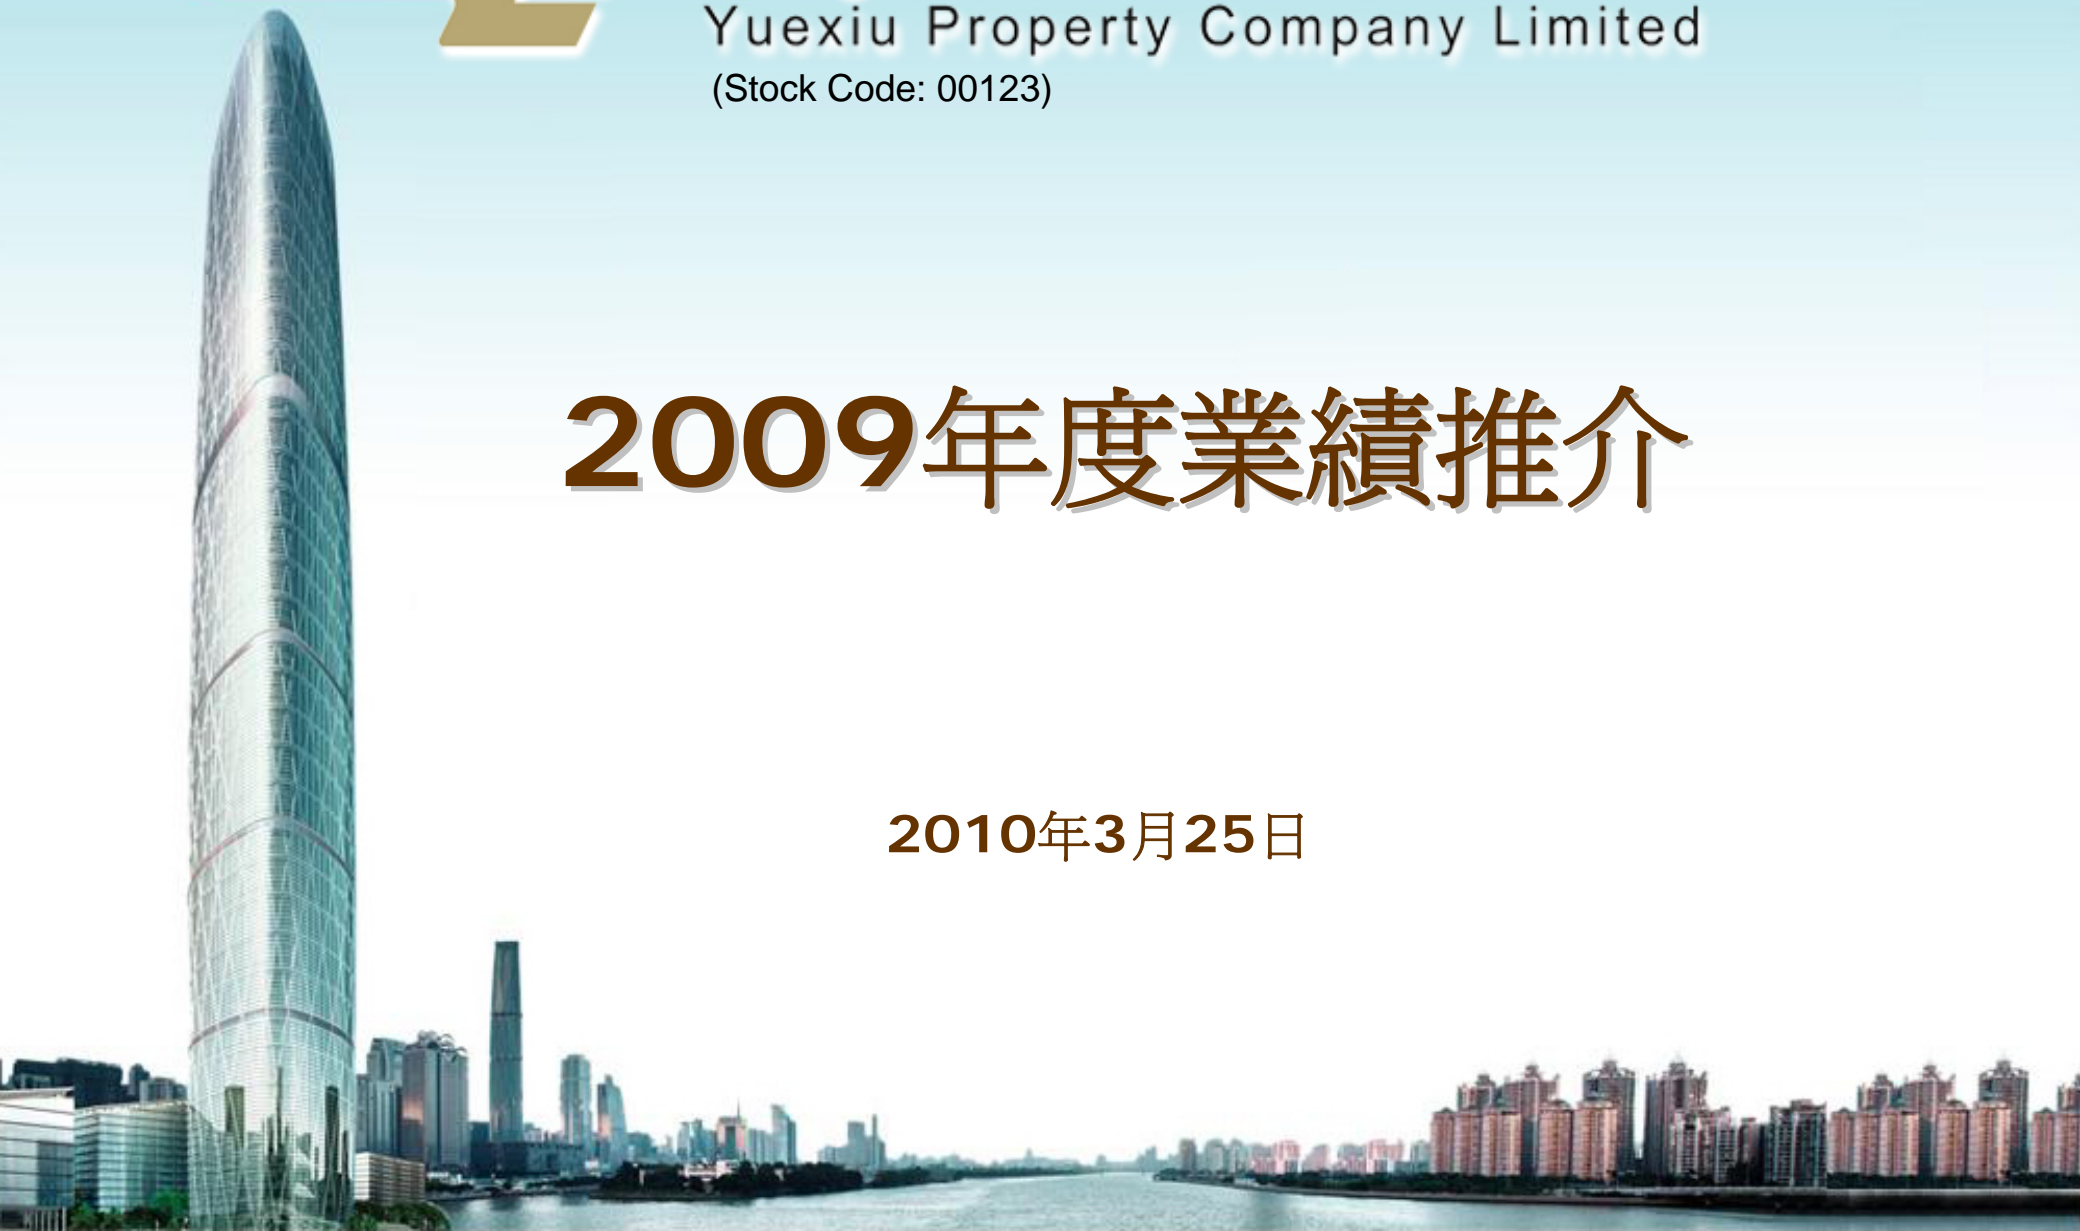 Yuexiu Property Company Limited
(Stock Code: 00123)
2009年度業績推介
2010年3月25日